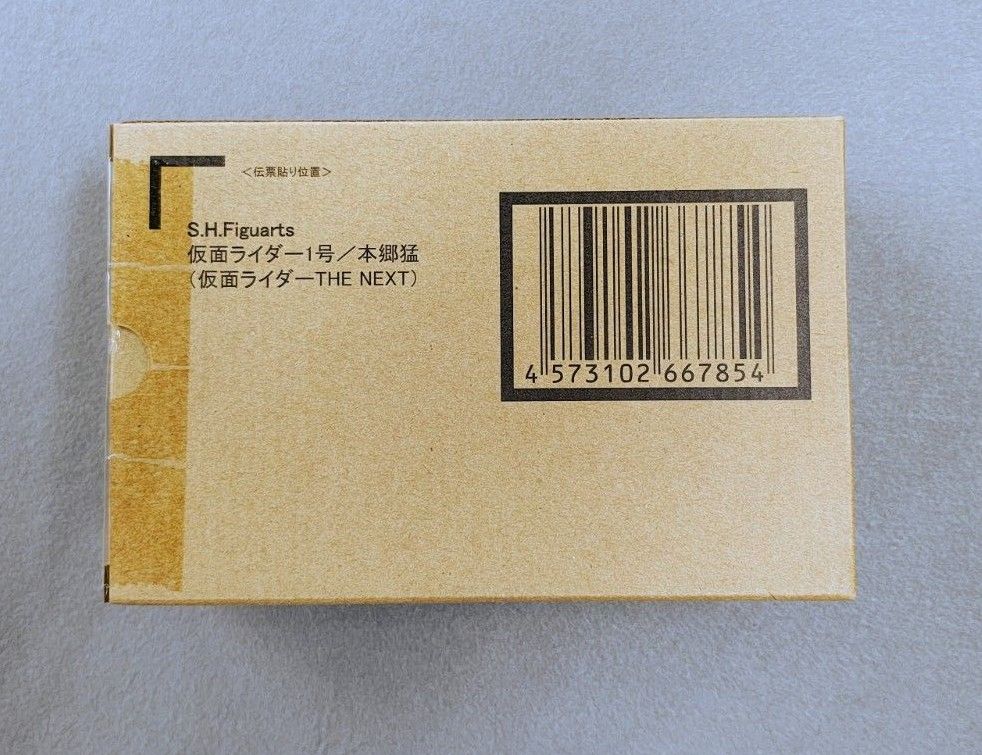 <伝票貼り位置>
S.H.Figuarts
仮面ライダー1号／本郷猛
（仮面ライダーTHE NEXT）
4 573102 667854